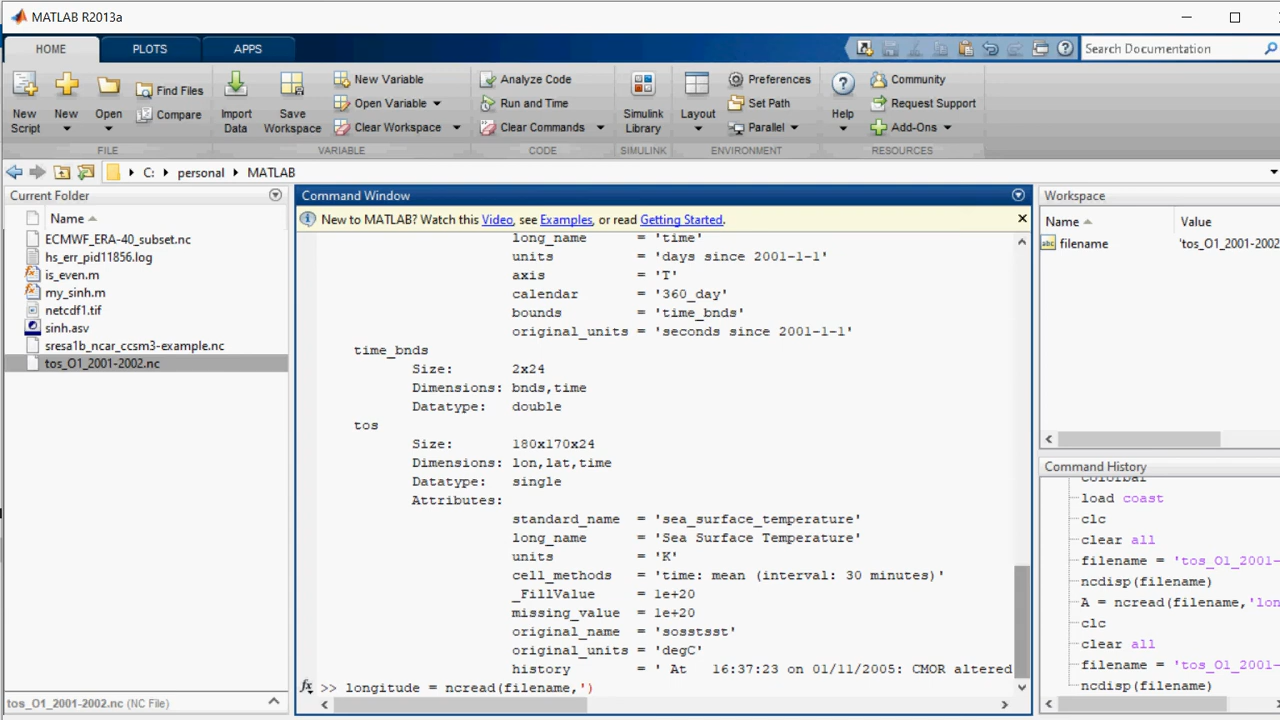 MATLAB R2013a
HOME PLOTS APPS
Search Documentation
New Script
New
Open
Find Files
Compare
FILE
Import Data
Save Workspace
New Variable
Open Variable
Clear Workspace
VARIABLE
Analyze Code
Run and Time
Clear Commands
CODE
Simulink Library
SIMULINK
Layout
Preferences
Set Path
Parallel
ENVIRONMENT
Help
Community
Request Support
Add-Ons
RESOURCES
C: personal MATLAB
Current Folder
Name
ECMWF_ERA-40_subset.nc
hs_err_pid11856.log
is_even.m
my_sinh.m
netcdf1.tif
sinh.asv
sresa1b_ncar_ccsm3-example.nc
tos_O1_2001-2002.nc
tos_O1_2001-2002.nc (NC File)
Command Window
New to MATLAB? Watch this Video, see Examples, or read Getting Started.
long_name = 'time'
units = 'days since 2001-1-1'
axis = 'T'
calendar = '360_day'
bounds = 'time_bnds'
original_units = 'seconds since 2001-1-1'
time_bnds
Size: 2x24
Dimensions: bnds,time
Datatype: double
tos
Size: 180x170x24
Dimensions: lon,lat,time
Datatype: single
Attributes:
standard_name = 'sea_surface_temperature'
long_name = 'Sea Surface Temperature'
units = 'K'
cell_methods = 'time: mean (interval: 30 minutes)'
_FillValue = 1e+20
missing_value = 1e+20
original_name = 'sosstsst'
original_units = 'degC'
history = ' At 16:37:23 on 01/11/2005: CMOR altered
fx >> longitude = ncread(filename,')
Workspace
Name Value
filename 'tos_O1_2001-2002
Command History
colorbar
load coast
clc
clear all
filename = 'tos_O1_2001-
ncdisp(filename)
A = ncread(filename,'lon
clc
clear all
filename = 'tos_O1_2001-
ncdisp(filename)